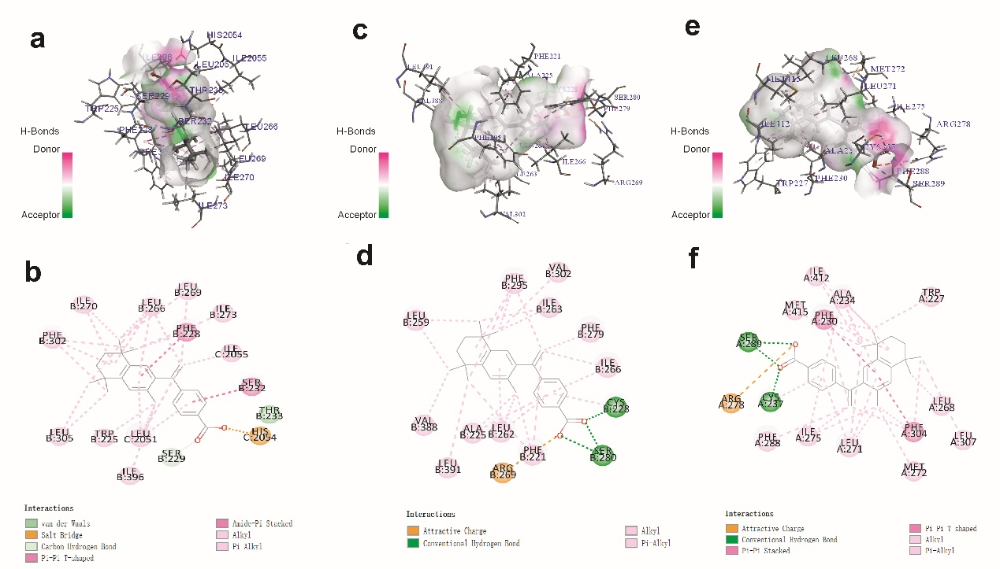 a
HIS2054
ILE2055
THR233
SER229
TRP225
SER232
LEU266
LEU269
ILE270
ILE273
H-Bonds
Donor
Acceptor
c
PHE221
ALA225
SER280
VAL388
ILE266
ARG269
VAL302
H-Bonds
Donor
Acceptor
e
LEU268
MET272
MET415
LEU271
ILE275
ILE412
ARG278
PHE288
TRP227
PHE230
SER289
H-Bonds
Donor
Acceptor
b
LEU
B:269
ILE
B:270
LEU
B:266
ILE
B:273
PHE
B:302
PHE
B:228
ILE
C:2055
SER
B:232
THR
B:233
LEU
B:305
TRP
B:225
LEU
C:2051
HIS
C:2054
SER
B:229
ILE
B:396
Interactions
van der Waals
Salt Bridge
Carbon Hydrogen Bond
Pi-Pi T-shaped
Amide-Pi Stacked
Alkyl
Pi Alkyl
d
PHE
B:295
VAL
B:302
ILE
B:263
LEU
B:259
PHE
B:279
ILE
B:266
CYS
B:228
VAL
B:388
ALA
B:225
LEU
B:262
PHE
B:221
SER
B:280
LEU
B:391
ARG
B:269
Interactions
Attractive Charge
Conventional Hydrogen Bond
Alkyl
Pi-Alkyl
f
ILE
A:412
ALA
A:234
TRP
A:227
MET
A:415
PHE
A:230
SER
A:289
ARG
A:278
CYS
A:237
LEU
A:268
PHE
A:288
ILE
A:275
LEU
A:271
PHE
A:304
LEU
A:307
MET
A:272
Interactions
Attractive Charge
Conventional Hydrogen Bond
Pi-Pi Stacked
Pi Pi T shaped
Alkyl
Pi-Alkyl